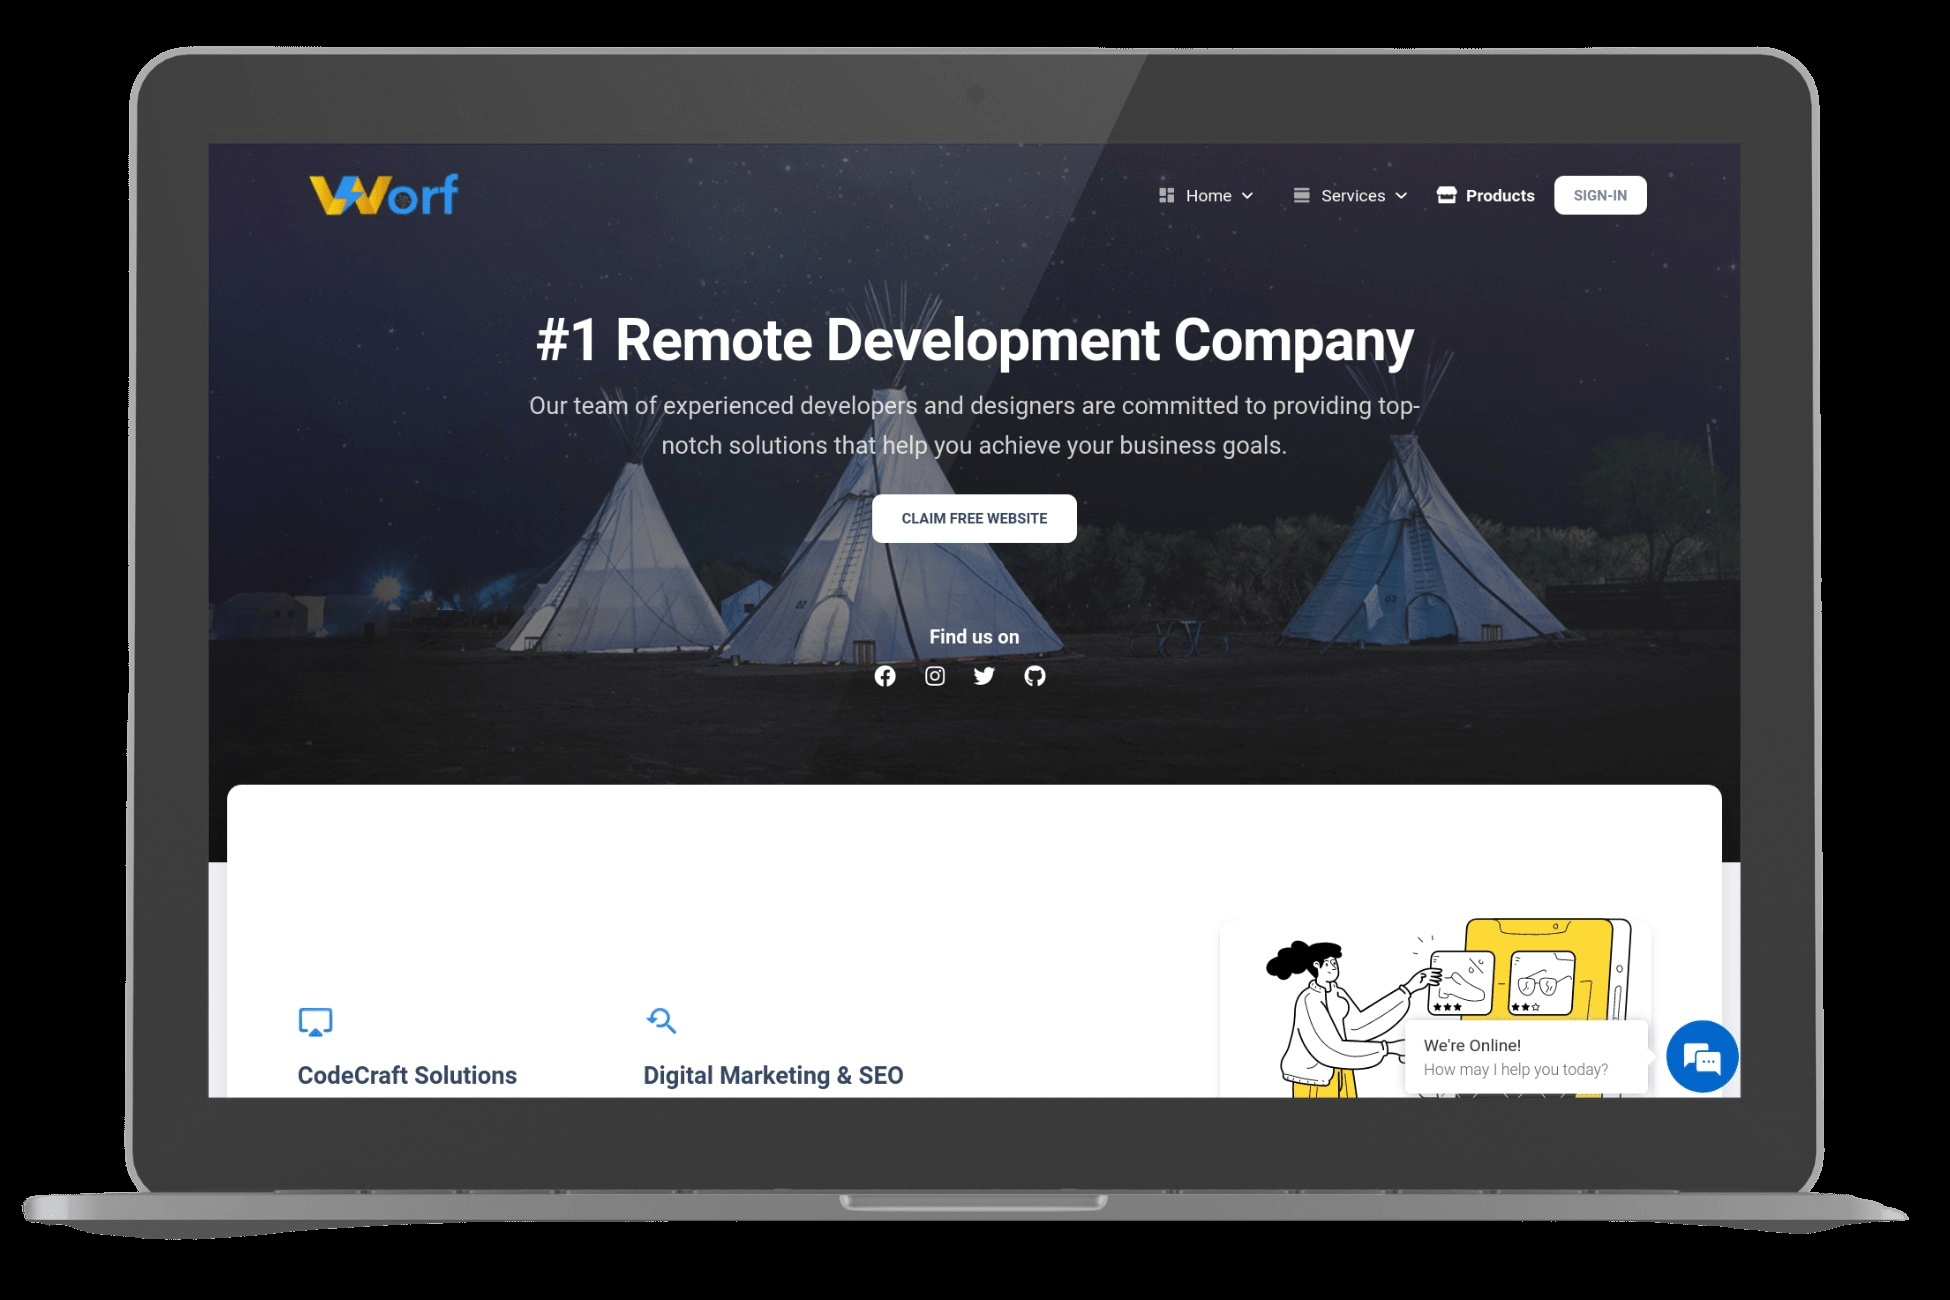 Worf
Home
Services
Products
SIGN-IN
#1 Remote Development Company
Our team of experienced developers and designers are committed to providing top-
notch solutions that help you achieve your business goals.
CLAIM FREE WEBSITE
02
02
Find us on
CodeCraft Solutions
Digital Marketing & SEO
We're Online!
How may I help you today?